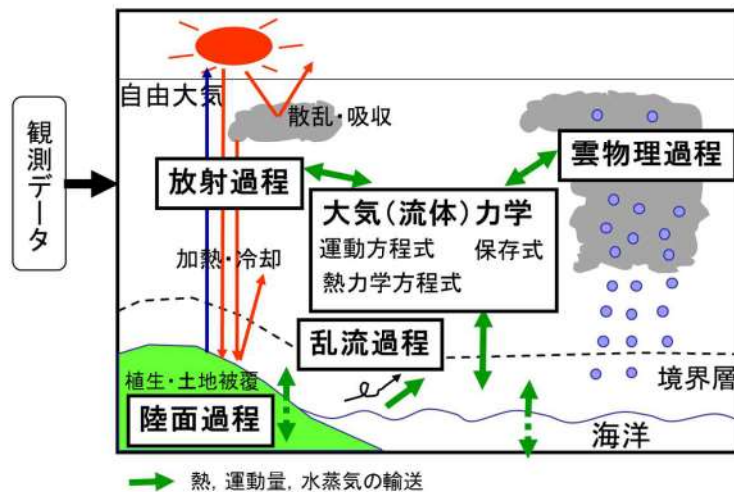 自由大気
散乱・吸収
観測データ
放射過程
雲物理過程
大気（流体）力学
運動方程式 保存式
熱力学方程式
加熱・冷却
乱流過程
境界層
植生・土地被覆
陸面過程
海洋
熱, 運動量, 水蒸気の輸送